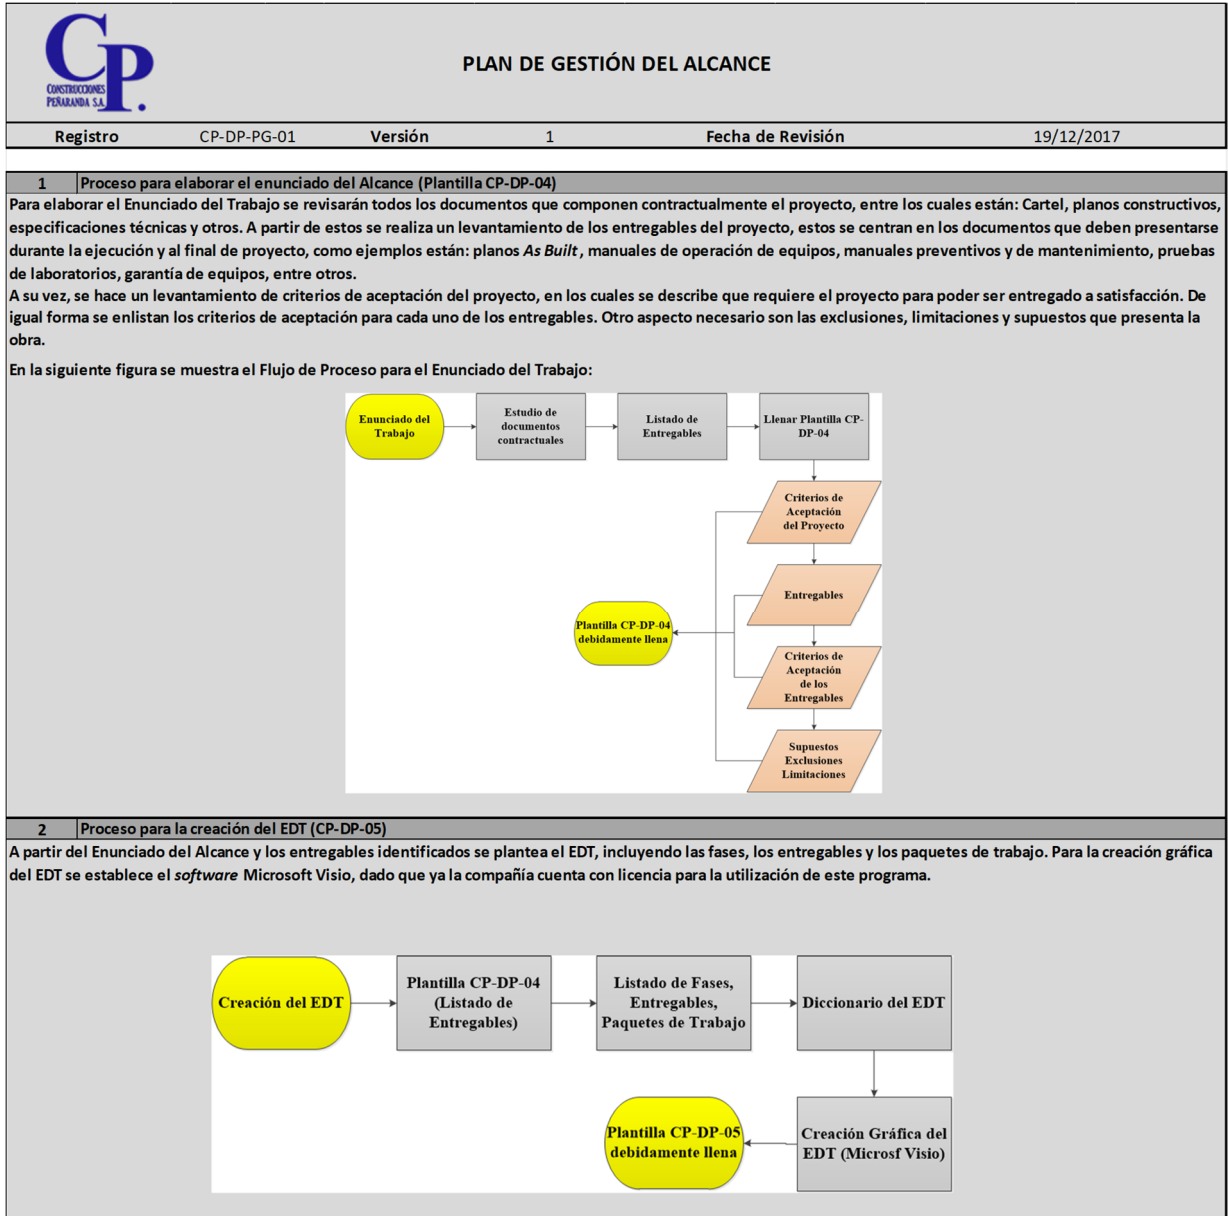 CP.
CONSTRUCCIONES
PEÑARANDA S.A.
PLAN DE GESTIÓN DEL ALCANCE
Registro CP-DP-PG-01 Versión 1 Fecha de Revisión 19/12/2017
1 Proceso para elaborar el enunciado del Alcance (Plantilla CP-DP-04)
Para elaborar el Enunciado del Trabajo se revisarán todos los documentos que componen contractualmente el proyecto, entre los cuales están: Cartel, planos constructivos,
especificaciones técnicas y otros. A partir de estos se realiza un levantamiento de los entregables del proyecto, estos se centran en los documentos que deben presentarse
durante la ejecución y al final de proyecto, como ejemplos están: planos As Built, manuales de operación de equipos, manuales preventivos y de mantenimiento, pruebas
de laboratorios, garantía de equipos, entre otros.
A su vez, se hace un levantamiento de criterios de aceptación del proyecto, en los cuales se describe que requiere el proyecto para poder ser entregado a satisfacción. De
igual forma se enlistan los criterios de aceptación para cada uno de los entregables. Otro aspecto necesario son las exclusiones, limitaciones y supuestos que presenta la
obra.
En la siguiente figura se muestra el Flujo de Proceso para el Enunciado del Trabajo:
Enunciado del
Trabajo
Estudio de
documentos
contractuales
Listado de
Entregables
Llenar Plantilla CP-
DP-04
Criterios de
Aceptación
del Proyecto
Entregables
Plantilla CP-DP-04
debidamente llena
Criterios de
Aceptación
de los
Entregables
Supuestos
Exclusiones
Limitaciones
2 Proceso para la creación del EDT (CP-DP-05)
A partir del Enunciado del Alcance y los entregables identificados se plantea el EDT, incluyendo las fases, los entregables y los paquetes de trabajo. Para la creación gráfica
del EDT se establece el software Microsoft Visio, dado que ya la compañía cuenta con licencia para la utilización de este programa.
Creación del EDT
Plantilla CP-DP-04
(Listado de
Entregables)
Listado de Fases,
Entregables,
Paquetes de Trabajo
Diccionario del EDT
Plantilla CP-DP-05
debidamente llena
Creación Gráfica del
EDT (Microsf Visio)